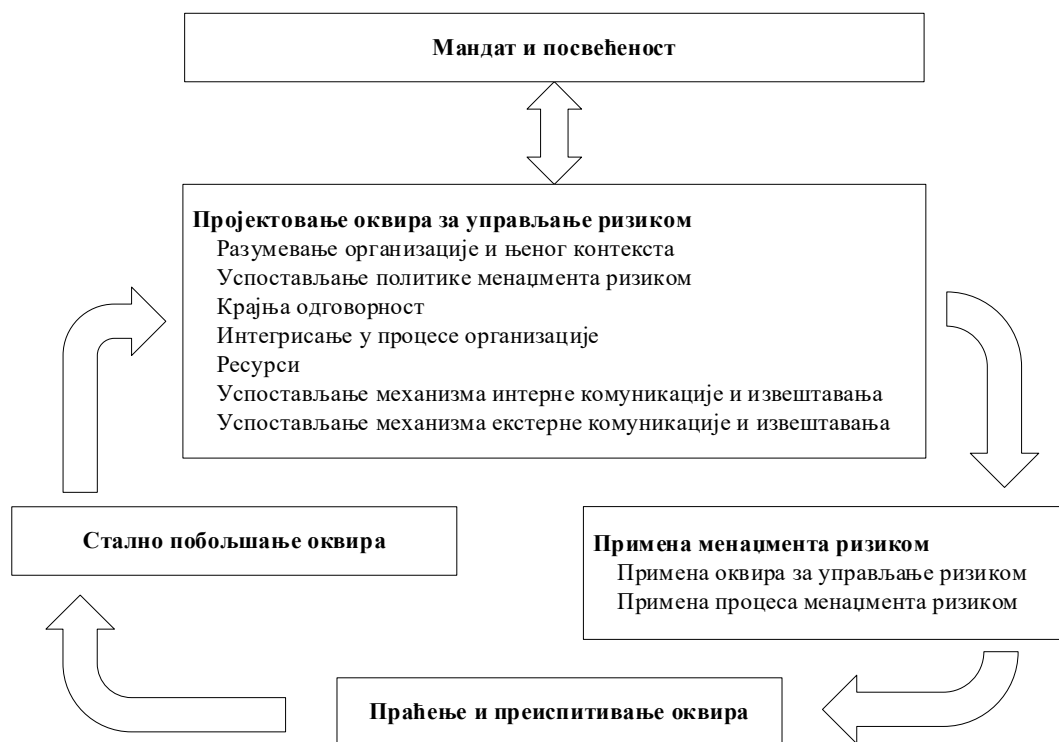 Мандат и посвећеност
Пројектовање оквира за управљање ризиком
Разумевање организације и њеног контекста
Успостављање политике менаџмента ризиком
Крајња одговорност
Интегрисање у процесе организације
Ресурси
Успостављање механизма интерне комуникације и извештавања
Успостављање механизма екстерне комуникације и извештавања
Стално побољшање оквира
Примена менаџмента ризиком
Примена оквира за управљање ризиком
Примена процеса менаџмента ризиком
Праћење и преиспитивање оквира